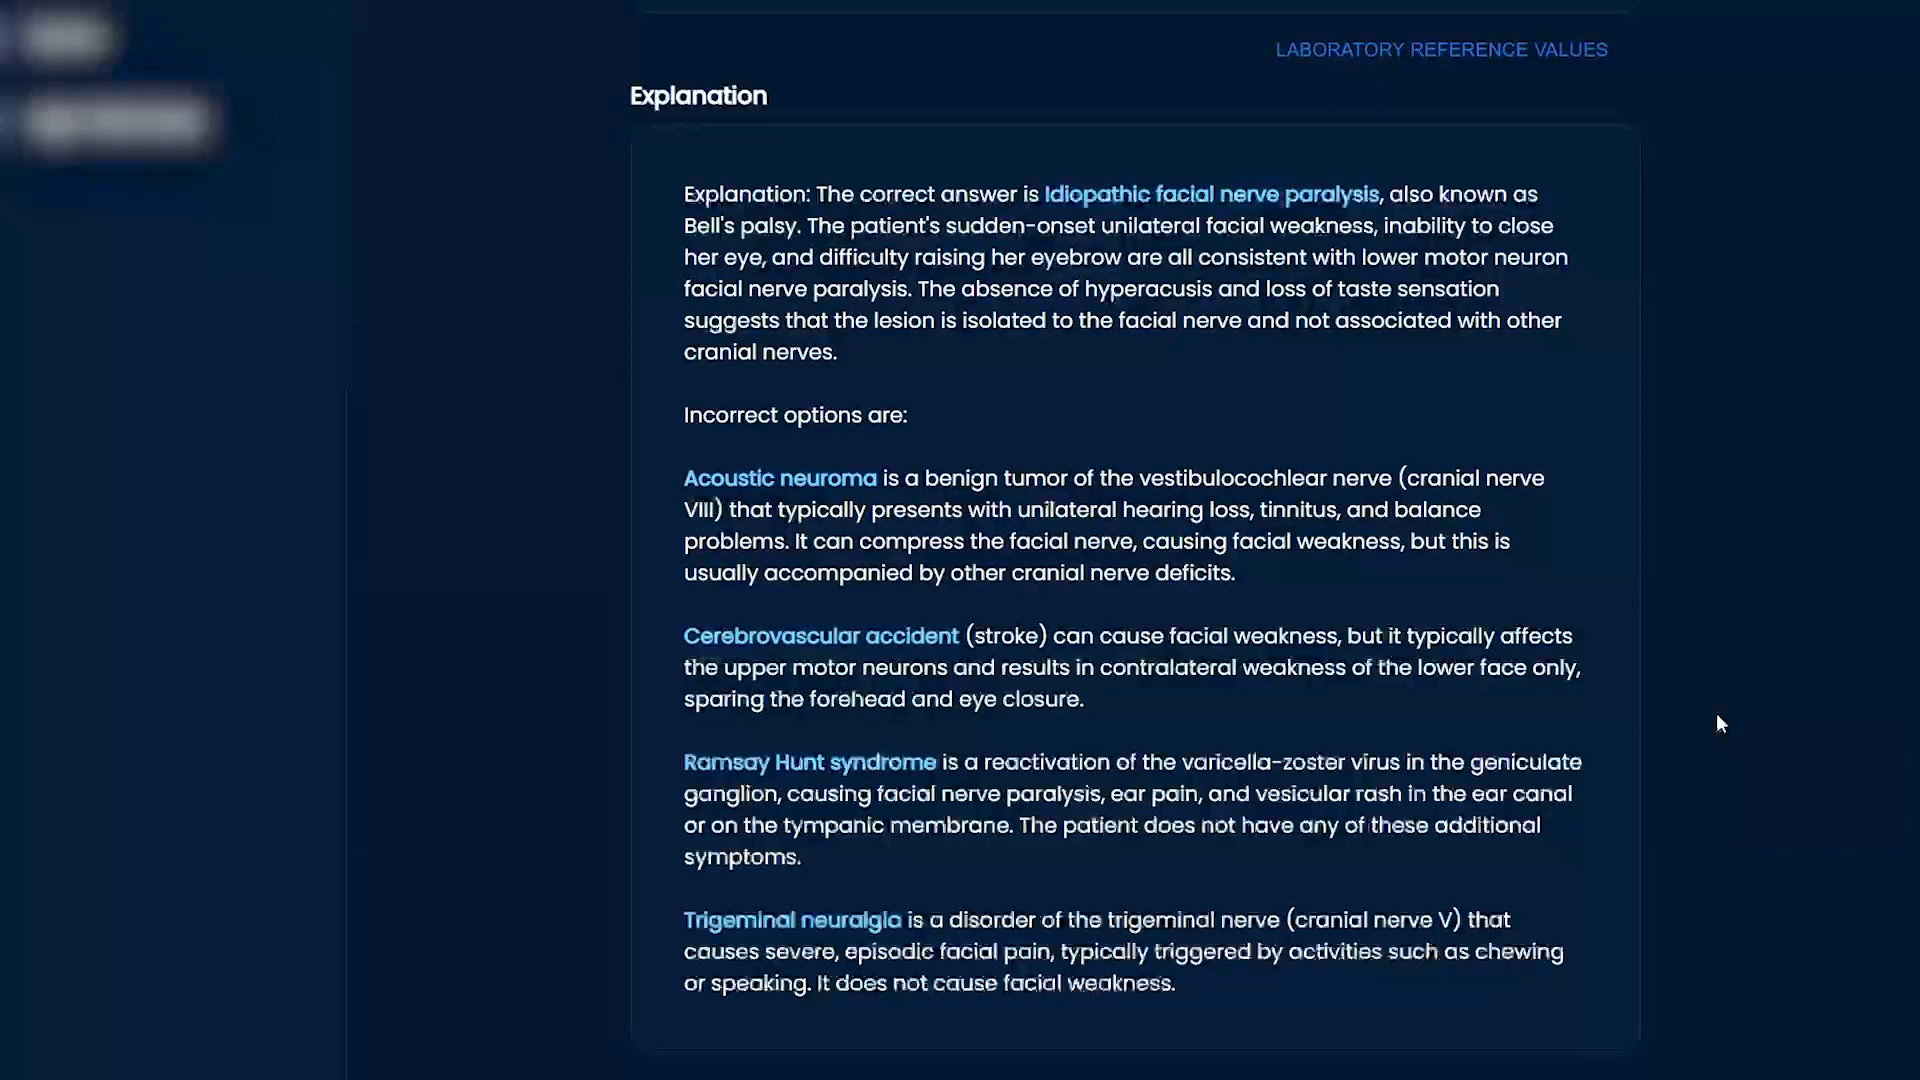 LABORATORY REFERENCE VALUES
Explanation
Explanation: The correct answer is Idiopathic facial nerve paralysis, also known as
Bell's palsy. The patient's sudden-onset unilateral facial weakness, inability to close
her eye, and difficulty raising her eyebrow are all consistent with lower motor neuron
facial nerve paralysis. The absence of hyperacusis and loss of taste sensation
suggests that the lesion is isolated to the facial nerve and not associated with other
cranial nerves.
Incorrect options are:
Acoustic neuroma is a benign tumor of the vestibulocochlear nerve (cranial nerve
VIII) that typically presents with unilateral hearing loss, tinnitus, and balance
problems. It can compress the facial nerve, causing facial weakness, but this is
usually accompanied by other cranial nerve deficits.
Cerebrovascular accident (stroke) can cause facial weakness, but it typically affects
the upper motor neurons and results in contralateral weakness of the lower face only,
sparing the forehead and eye closure.
Ramsay Hunt syndrome is a reactivation of the varicella-zoster virus in the geniculate
ganglion, causing facial nerve paralysis, ear pain, and vesicular rash in the ear canal
or on the tympanic membrane. The patient does not have any of these additional
symptoms.
Trigeminal neuralgia is a disorder of the trigeminal nerve (cranial nerve V) that
causes severe, episodic facial pain, typically triggered by activities such as chewing
or speaking. It does not cause facial weakness.